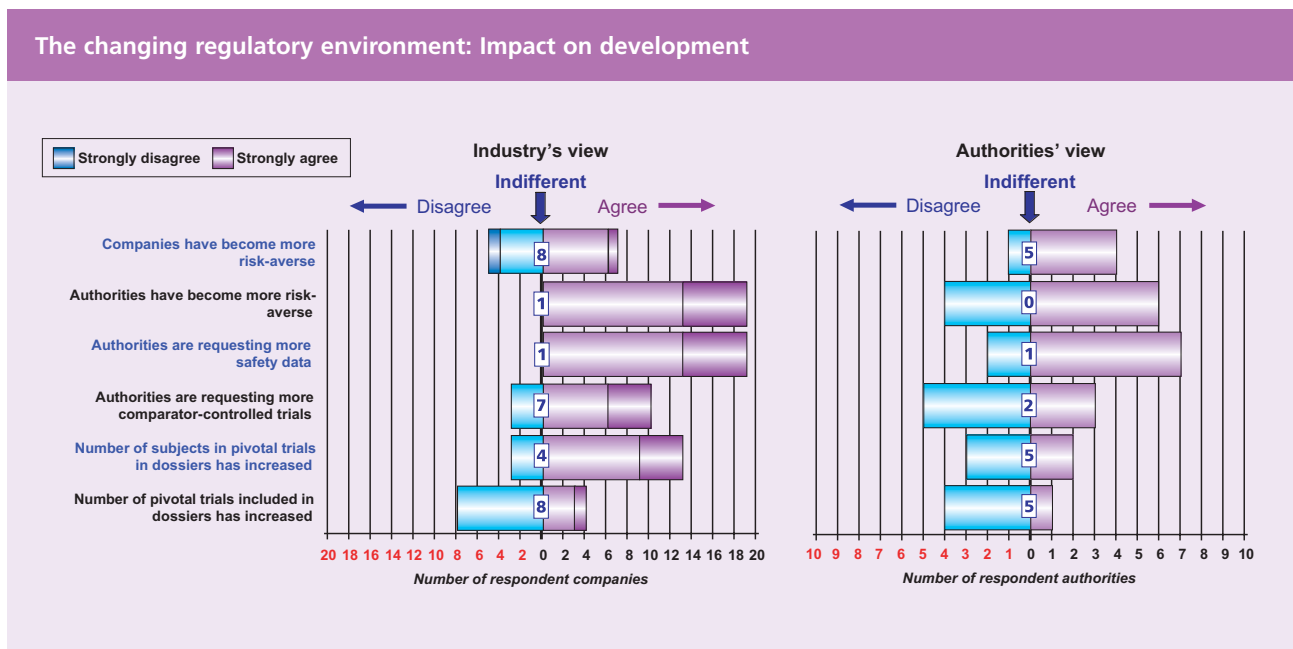 The changing regulatory environment: Impact on development
Strongly disagree Strongly agree
Industry's view
Indifferent
Disagree Agree
Authorities' view
Indifferent
Disagree Agree
Companies have become more
risk-averse
8
5
Authorities have become more risk-
averse
1
0
Authorities are requesting more
safety data
1
1
Authorities are requesting more
comparator-controlled trials
7
2
Number of subjects in pivotal trials
in dossiers has increased
4
5
Number of pivotal trials included in
dossiers has increased
8
5
20 18 16 14 12 10 8 6 4 2 0 2 4 6 8 10 12 14 16 18 20
Number of respondent companies
10 9 8 7 6 5 4 3 2 1 0 1 2 3 4 5 6 7 8 9 10
Number of respondent authorities